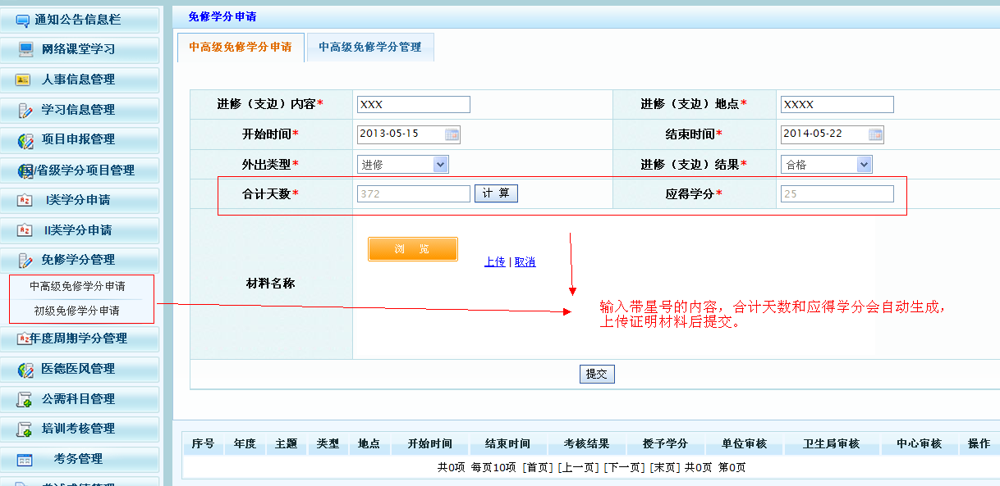 通知公告信息栏
网络课堂学习
人事信息管理
学习信息管理
项目申报管理
国/省级学分项目管理
I类学分申请
II类学分申请
免修学分管理
中高级免修学分申请
初级免修学分申请
年度周期学分管理
医德医风管理
公需科目管理
培训考核管理
考务管理
免修学分申请
中高级免修学分申请 中高级免修学分管理
进修（支边）内容* XXX 进修（支边）地点* XXXX
开始时间* 2013-05-15 结束时间* 2014-05-22
外出类型* 进修 进修（支边）结果* 合格
合计天数* 372 计 算 应得学分* 25
浏 览
上传 | 取消
材料名称
输入带星号的内容，合计天数和应得学分会自动生成，
上传证明材料后提交。
提交
序号 年度 主题 类型 地点 开始时间 结束时间 考核结果 授予学分 单位审核 卫生局审核 中心审核 操作
共0项 每页10项 [首页] [上一页] [下一页] [末页] 共0页 第0页